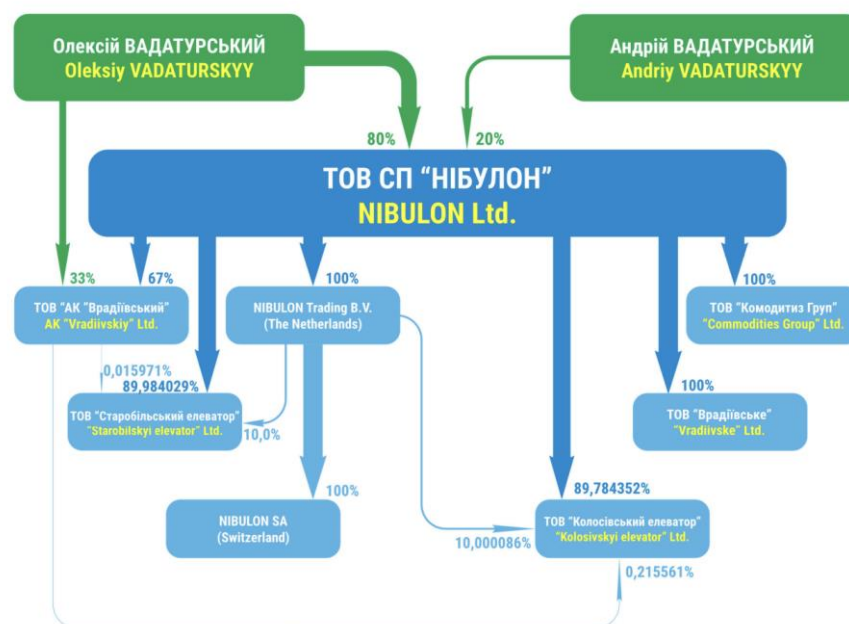 Олексій ВАДАТУРСЬКИЙ
Oleksiy VADATURSKYY
Андрій ВАДАТУРСЬКИЙ
Andriy VADATURSKYY
80%
20%
ТОВ СП “НІБУЛОН”
NIBULON Ltd.
33%
67%
100%
100%
ТОВ “АК “Врадіївський”
AK “Vradiivskiy” Ltd.
NIBULON Trading B.V.
(The Netherlands)
ТОВ “Комодитиз Груп”
“Commodities Group” Ltd.
0,015971%
89,984029%
100%
ТОВ “Старобільський елеватор”
“Starobilskyi elevator” Ltd.
10,0%
ТОВ “Врадіївське”
“Vradiivske” Ltd.
100%
89,784352%
NIBULON SA
(Switzerland)
ТОВ “Колосівський елеватор”
“Kolosivskyi elevator” Ltd.
10,000086%
0,215561%